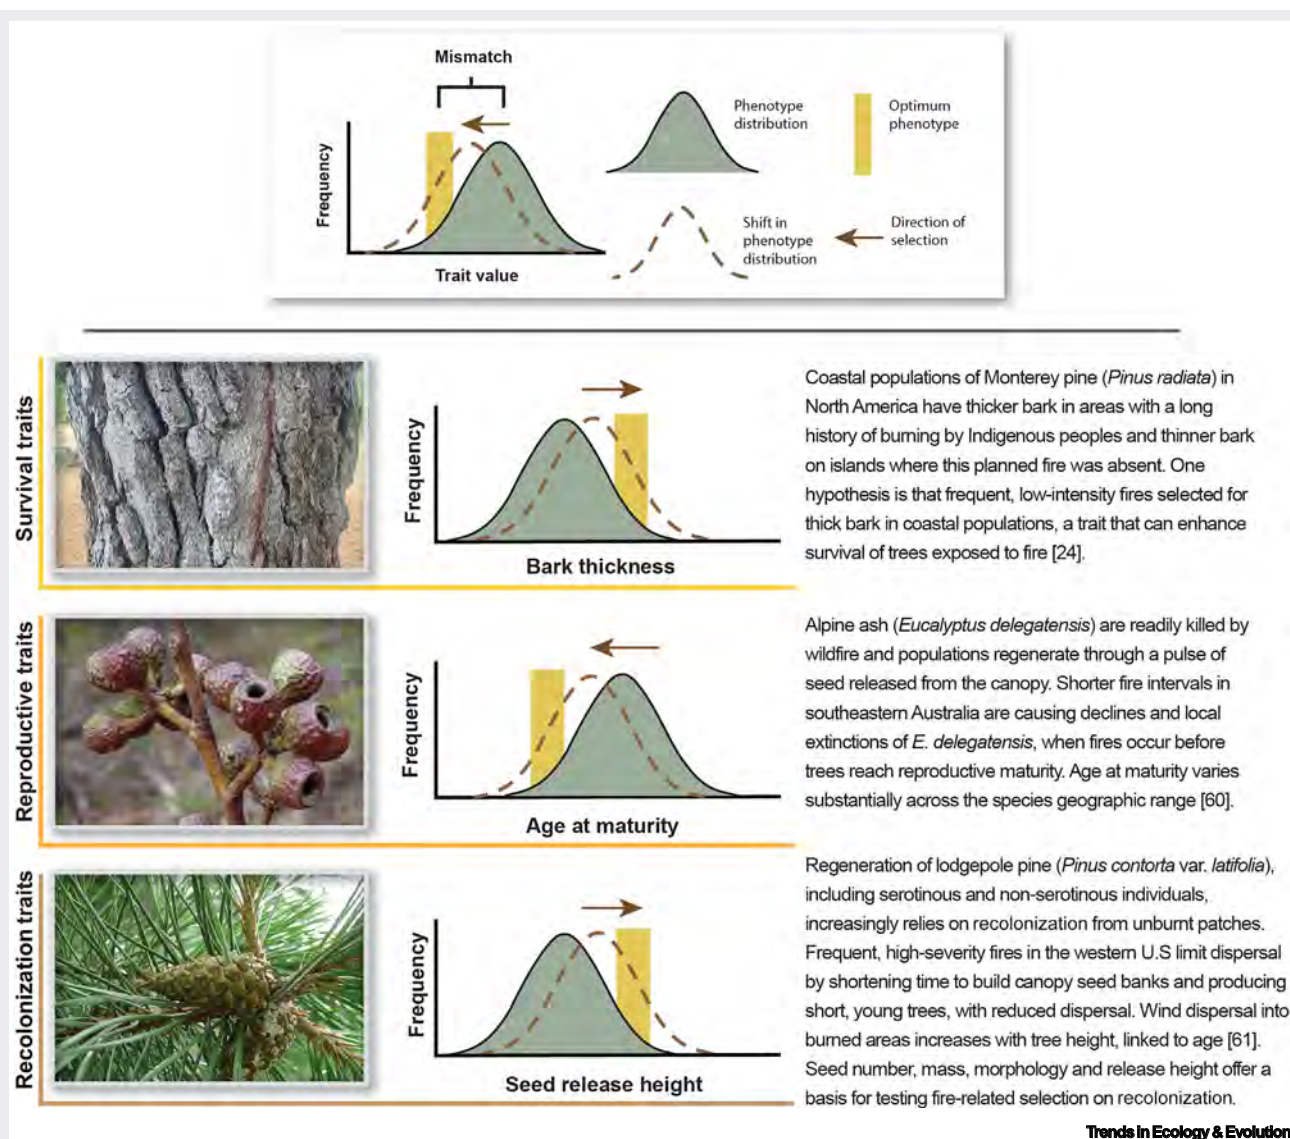 Mismatch
Frequency
Trait value
Phenotype
distribution
Optimum
phenotype
Shift in
phenotype
distribution
Direction of
selection
Survival traits
Frequency
Bark thickness
Coastal populations of Monterey pine (Pinus radiata) in
North America have thicker bark in areas with a long
history of burning by Indigenous peoples and thinner bark
on islands where this planned fire was absent. One
hypothesis is that frequent, low-intensity fires selected for
thick bark in coastal populations, a trait that can enhance
survival of trees exposed to fire [24].
Reproductive traits
Frequency
Age at maturity
Alpine ash (Eucalyptus delegatensis) are readily killed by
wildfire and populations regenerate through a pulse of
seed released from the canopy. Shorter fire intervals in
southeastern Australia are causing declines and local
extinctions of E. delegatensis, when fires occur before
trees reach reproductive maturity. Age at maturity varies
substantially across the species geographic range [60].
Recolonization traits
Frequency
Seed release height
Regeneration of lodgepole pine (Pinus contorta var. latifolia),
including serotinous and non-serotinous individuals,
increasingly relies on recolonization from unburnt patches.
Frequent, high-severity fires in the western U.S limit dispersal
by shortening time to build canopy seed banks and producing
short, young trees, with reduced dispersal. Wind dispersal into
burned areas increases with tree height, linked to age [61].
Seed number, mass, morphology and release height offer a
basis for testing fire-related selection on recolonization.
Trends in Ecology & Evolution